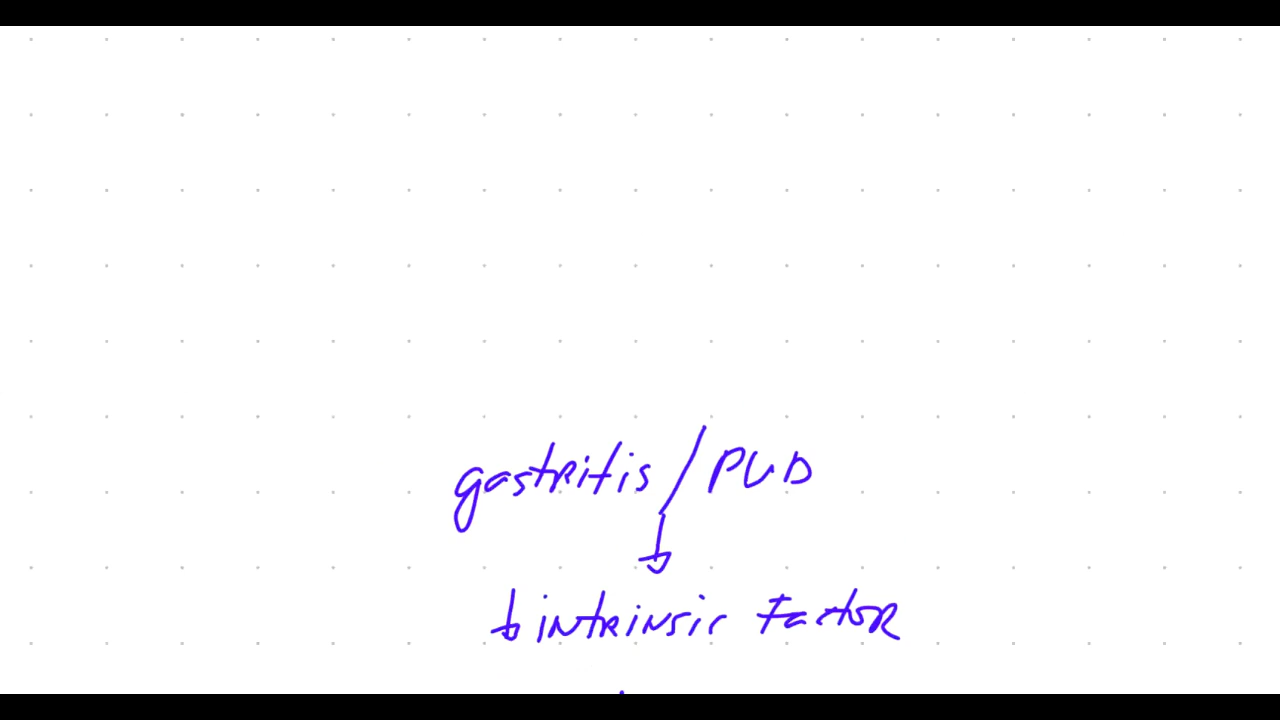 gastritis / PUD
↓
↓ intrinsic factor